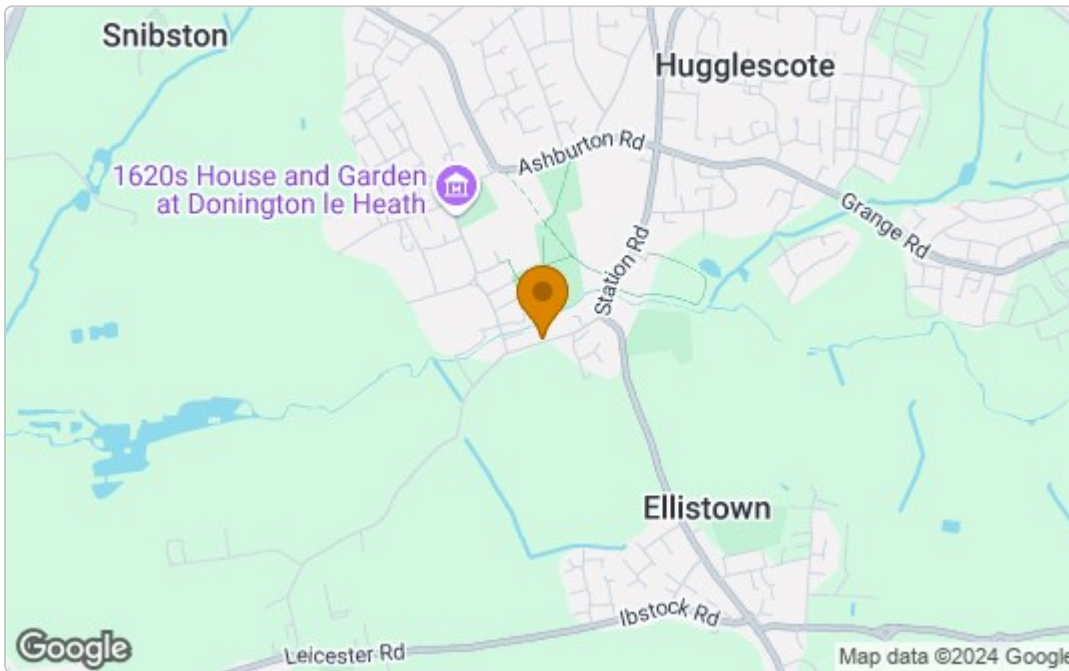 Snibston
Hugglescote
Ashburton Rd
1620s House and Garden
at Donington le Heath
Grange Rd
Station Rd
Ellistown
Ibstock Rd
Leicester Rd
Google
Map data ©2024 Google